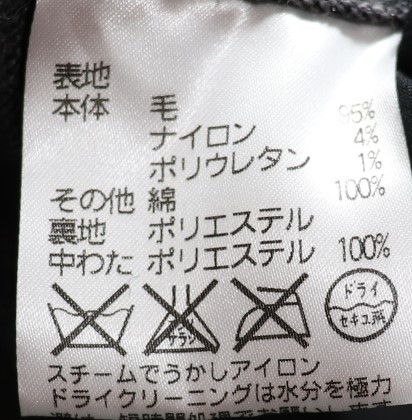 表地
本体 毛 95%
ナイロン 4%
ポリウレタン 1%
その他 綿 100%
裏地 ポリエステル
中わた ポリエステル 100%
ドライ
セキユ系
スチームでうかしアイロン
ドライクリーニングは水分を極力